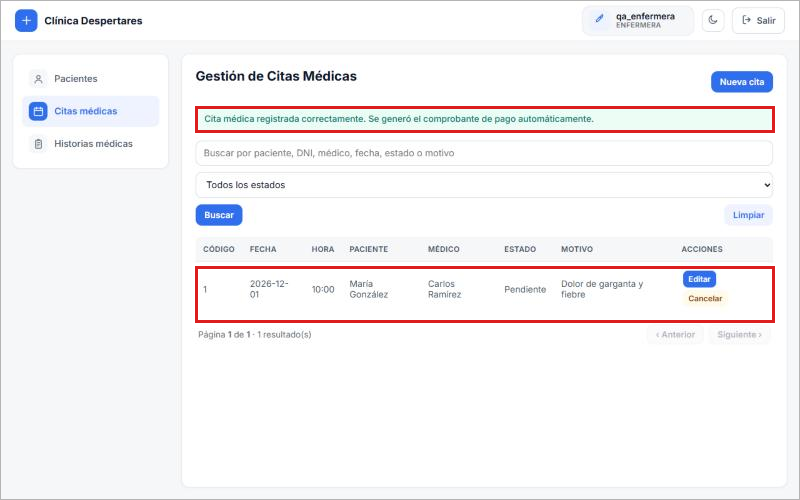 Clínica Despertares
qa_enfermera
ENFERMERA
Salir
Pacientes
Citas médicas
Historias médicas
Gestión de Citas Médicas
Nueva cita
Cita médica registrada correctamente. Se generó el comprobante de pago automáticamente.
Buscar por paciente, DNI, médico, fecha, estado o motivo
Todos los estados
Buscar
Limpiar
CÓDIGO FECHA HORA PACIENTE MÉDICO ESTADO MOTIVO ACCIONES
1 2026-12-01 10:00 María González Carlos Ramírez Pendiente Dolor de garganta y fiebre Editar
Cancelar
Página 1 de 1 · 1 resultado(s)
‹ Anterior Siguiente ›